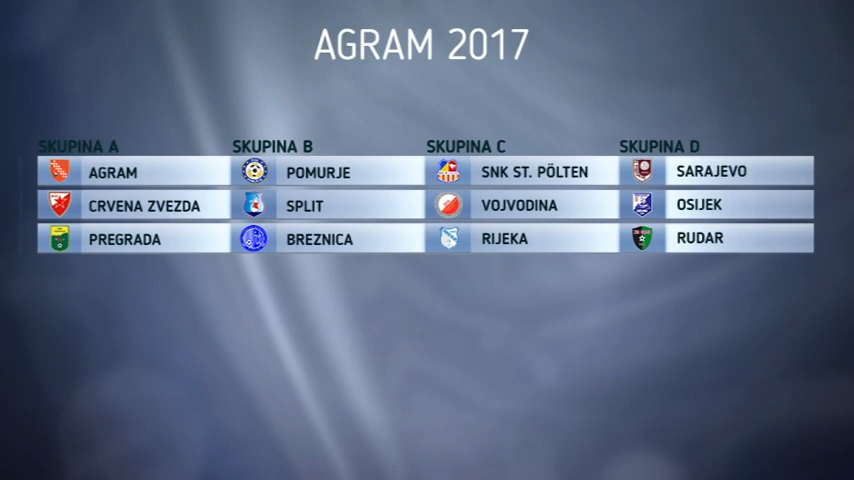 AGRAM 2017
SKUPINA A
AGRAM
CRVENA ZVEZDA
PREGRADA
SKUPINA B
POMURJE
SPLIT
BREZNICA
SKUPINA C
SNK ST. PÖLTEN
VOJVODINA
RIJEKA
SKUPINA D
SARAJEVO
OSIJEK
RUDAR